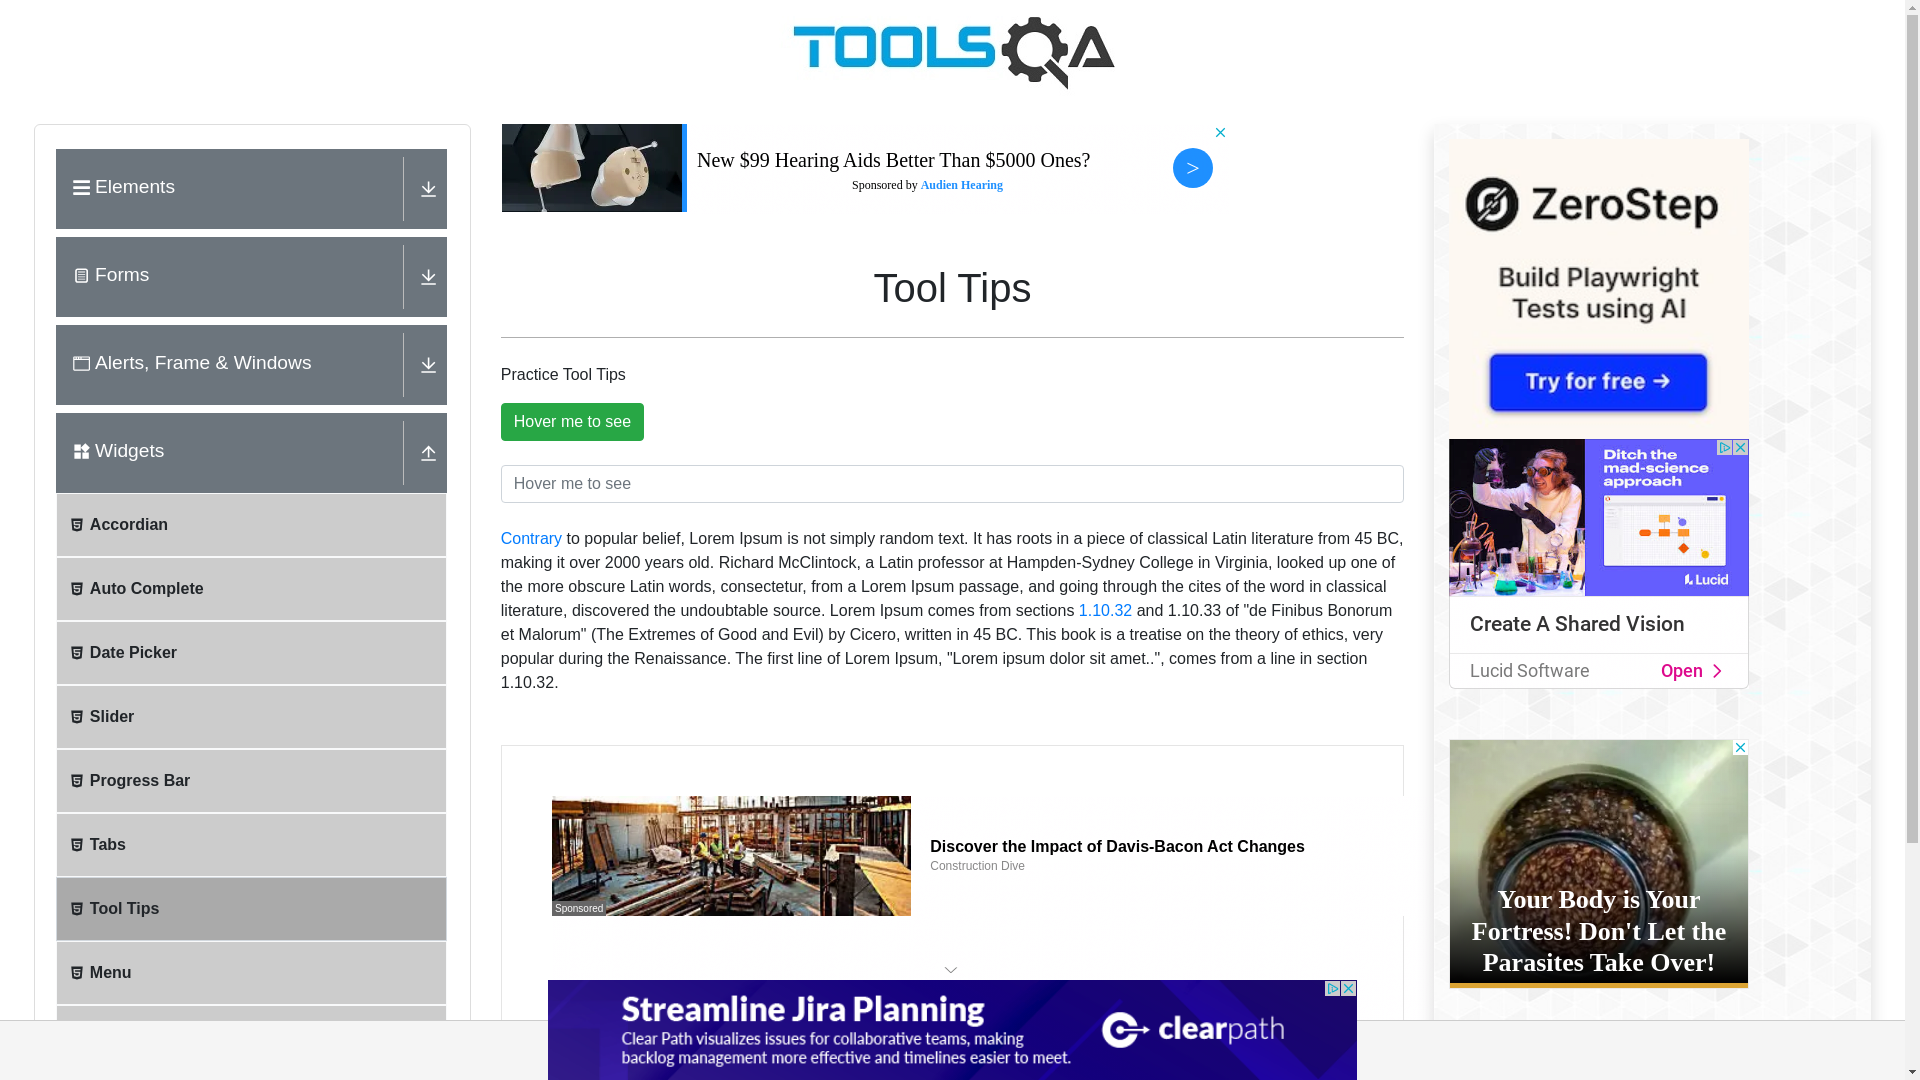 TOOLSQA
Elements
Forms
Alerts, Frame & Windows
Widgets
Accordian
Auto Complete
Date Picker
Slider
Progress Bar
Tabs
Tool Tips
Menu
New $99 Hearing Aids Better Than $5000 Ones?
Sponsored by Audien Hearing
>
Tool Tips
Practice Tool Tips
Hover me to see
Hover me to see
Contrary to popular belief, Lorem Ipsum is not simply random text. It has roots in a piece of classical Latin literature from 45 BC,
making it over 2000 years old. Richard McClintock, a Latin professor at Hampden-Sydney College in Virginia, looked up one of
the more obscure Latin words, consectetur, from a Lorem Ipsum passage, and going through the cites of the word in classical
literature, discovered the undoubtable source. Lorem Ipsum comes from sections 1.10.32 and 1.10.33 of "de Finibus Bonorum
et Malorum" (The Extremes of Good and Evil) by Cicero, written in 45 BC. This book is a treatise on the theory of ethics, very
popular during the Renaissance. The first line of Lorem Ipsum, "Lorem ipsum dolor sit amet..", comes from a line in section
1.10.32.
Discover the Impact of Davis-Bacon Act Changes
Construction Dive
Sponsored
Streamline Jira Planning
Clear Path visualizes issues for collaborative teams, making
backlog management more effective and timelines easier to meet.
clearpath
ZeroStep
Build Playwright
Tests using AI
Try for free →
Ditch the
mad-science
approach
Lucid
Create A Shared Vision
Lucid Software
Open
Your Body is Your
Fortress! Don't Let the
Parasites Take Over!